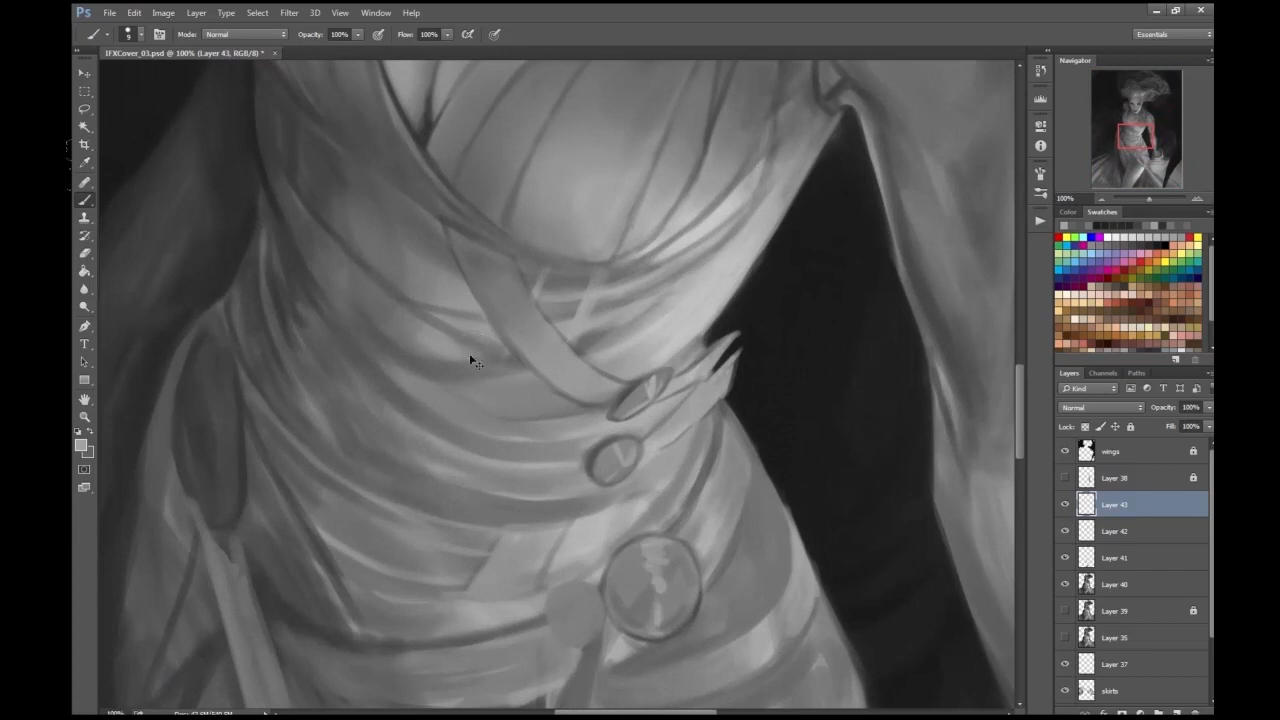 Ps File Edit Image Layer Type Select Filter 3D View Window Help
9 Mode: Normal Opacity: 100% Flow: 100% Essentials
IFXCover_03.psd @ 100% (Layer 43, RGB/8) * ×
Navigator
100%
Color Swatches
Layers Channels Paths
Kind
Normal Opacity: 100%
Lock: Fill: 100%
wings
Layer 38
Layer 43
Layer 42
Layer 41
Layer 40
Layer 39
Layer 35
Layer 37
skirts
100%